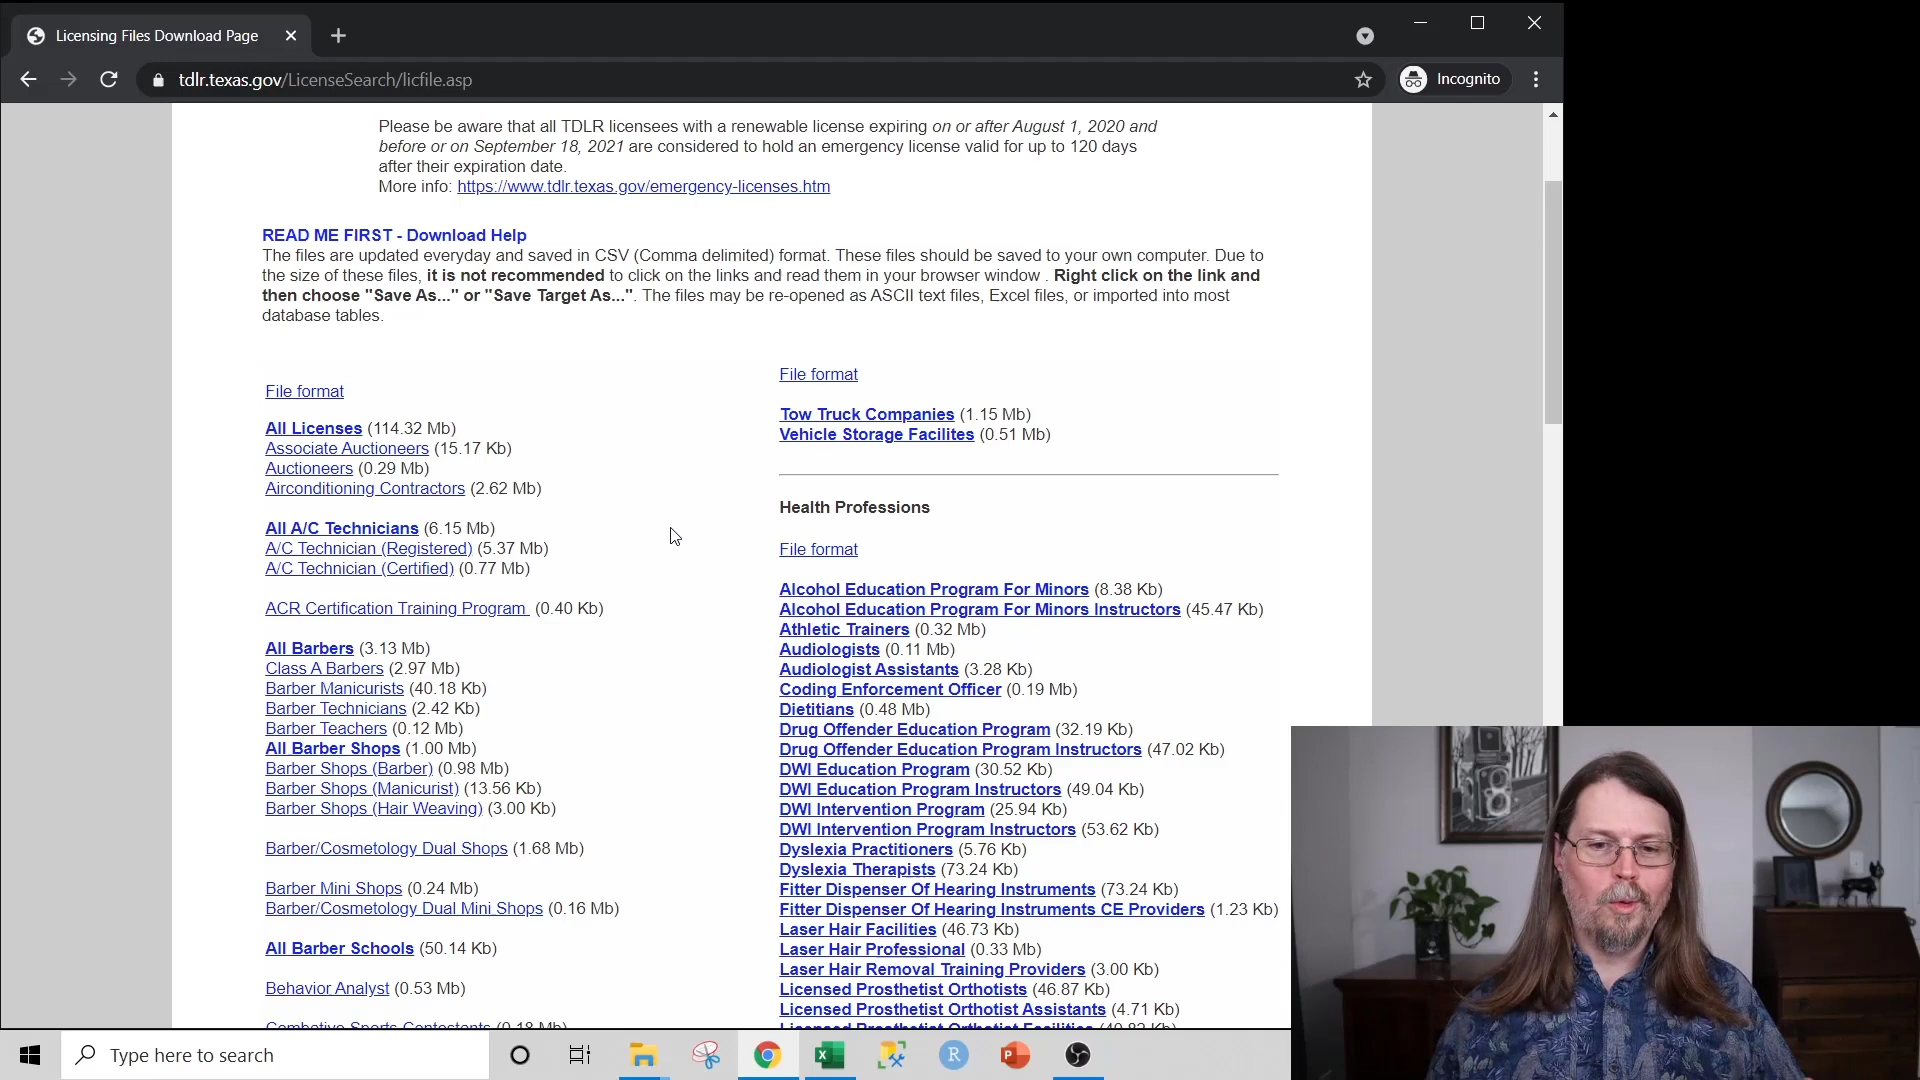 Licensing Files Download Page
tdlr.texas.gov/LicenseSearch/licfile.asp
Incognito
Please be aware that all TDLR licensees with a renewable license expiring on or after August 1, 2020 and
before or on September 18, 2021 are considered to hold an emergency license valid for up to 120 days
after their expiration date.
More info: https://www.tdlr.texas.gov/emergency-licenses.htm
READ ME FIRST - Download Help
The files are updated everyday and saved in CSV (Comma delimited) format. These files should be saved to your own computer. Due to
the size of these files, it is not recommended to click on the links and read them in your browser window . Right click on the link and
then choose "Save As..." or "Save Target As...". The files may be re-opened as ASCII text files, Excel files, or imported into most
database tables.
File format
All Licenses (114.32 Mb)
Associate Auctioneers (15.17 Kb)
Auctioneers (0.29 Mb)
Airconditioning Contractors (2.62 Mb)
All A/C Technicians (6.15 Mb)
A/C Technician (Registered) (5.37 Mb)
A/C Technician (Certified) (0.77 Mb)
ACR Certification Training Program (0.40 Kb)
All Barbers (3.13 Mb)
Class A Barbers (2.97 Mb)
Barber Manicurists (40.18 Kb)
Barber Technicians (2.42 Kb)
Barber Teachers (0.12 Mb)
All Barber Shops (1.00 Mb)
Barber Shops (Barber) (0.98 Mb)
Barber Shops (Manicurist) (13.56 Kb)
Barber Shops (Hair Weaving) (3.00 Kb)
Barber/Cosmetology Dual Shops (1.68 Mb)
Barber Mini Shops (0.24 Mb)
Barber/Cosmetology Dual Mini Shops (0.16 Mb)
All Barber Schools (50.14 Kb)
Behavior Analyst (0.53 Mb)
Combative Sports Contestants (0.18 Mb)
File format
Tow Truck Companies (1.15 Mb)
Vehicle Storage Facilites (0.51 Mb)
Health Professions
File format
Alcohol Education Program For Minors (8.38 Kb)
Alcohol Education Program For Minors Instructors (45.47 Kb)
Athletic Trainers (0.32 Mb)
Audiologists (0.11 Mb)
Audiologist Assistants (3.28 Kb)
Coding Enforcement Officer (0.19 Mb)
Dietitians (0.48 Mb)
Drug Offender Education Program (32.19 Kb)
Drug Offender Education Program Instructors (47.02 Kb)
DWI Education Program (30.52 Kb)
DWI Education Program Instructors (49.04 Kb)
DWI Intervention Program (25.94 Kb)
DWI Intervention Program Instructors (53.62 Kb)
Dyslexia Practitioners (5.76 Kb)
Dyslexia Therapists (73.24 Kb)
Fitter Dispenser Of Hearing Instruments (73.24 Kb)
Fitter Dispenser Of Hearing Instruments CE Providers (1.23 Kb)
Laser Hair Facilities (46.73 Kb)
Laser Hair Professional (0.33 Mb)
Laser Hair Removal Training Providers (3.00 Kb)
Licensed Prosthetist Orthotists (46.87 Kb)
Licensed Prosthetist Orthotist Assistants (4.71 Kb)
Licensed Prosthetist Orthotist Facilities (40.82 Kb)
Type here to search